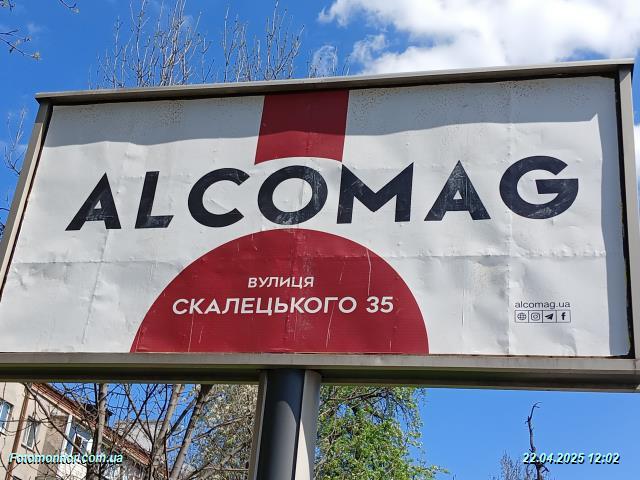 ALCOMAG
ВУЛИЦЯ
СКАЛЕЦЬКОГО 35
alcomag.ua
Fotomonitor.com.ua
22.04.2025 12:02